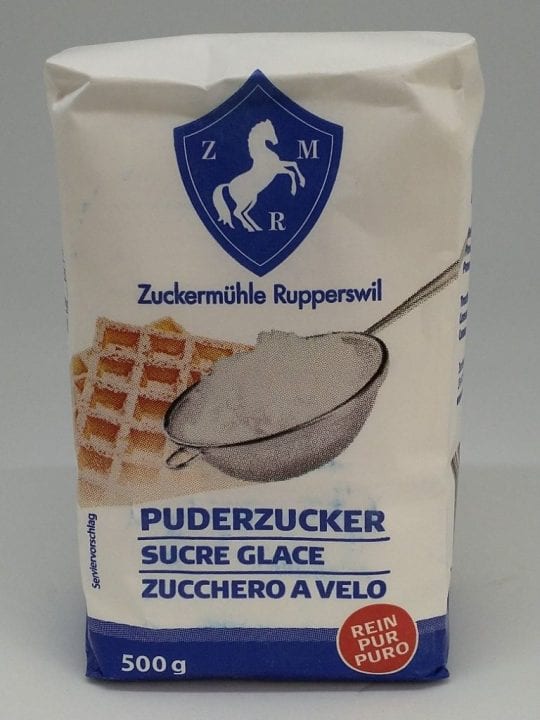 Z M
R
Zuckermühle Rupperswil
Serviervorschlag
PUDERZUCKER
SUCRE GLACE
ZUCCHERO A VELO
REIN
PUR
PURO
500 g